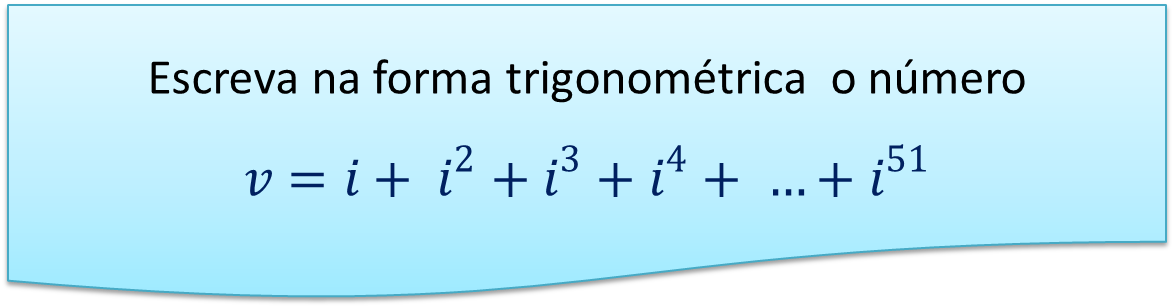 Escreva na forma trigonométrica o número
v = i + i² + i³ + i⁴ + ... + i⁵¹